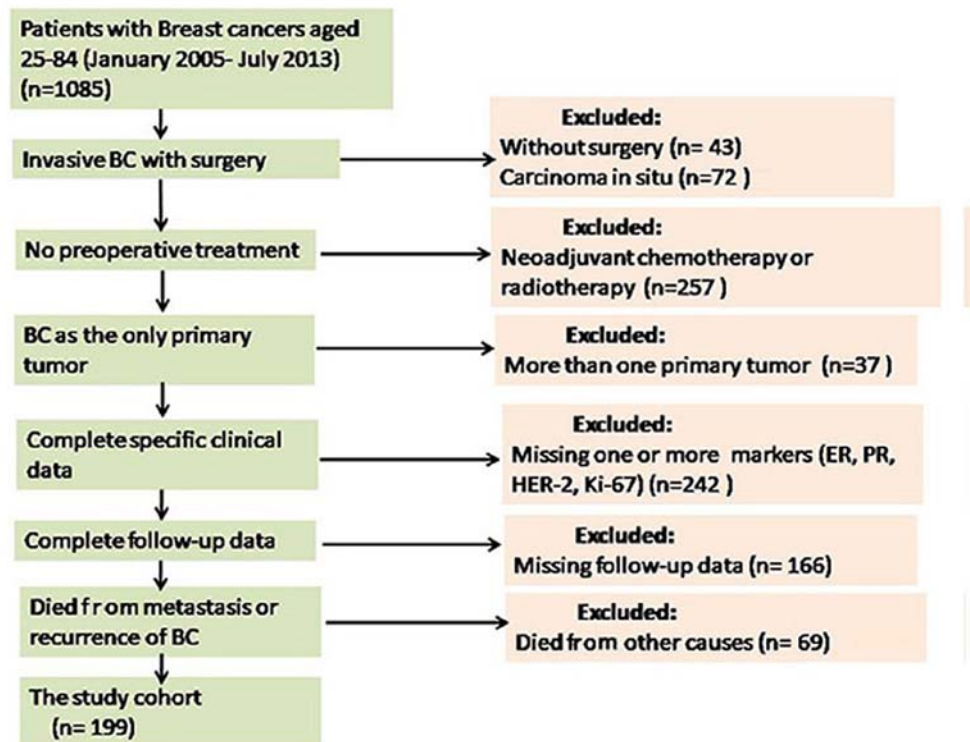 Patients with Breast cancers aged
25-84 (January 2005- July 2013)
(n=1085)
Invasive BC with surgery
Excluded:
Without surgery (n= 43)
Carcinoma in situ (n=72 )
No preoperative treatment
Excluded:
Neoadjuvant chemotherapy or
radiotherapy (n=257 )
BC as the only primary
tumor
Excluded:
More than one primary tumor (n=37 )
Complete specific clinical
data
Excluded:
Missing one or more markers (ER, PR,
HER-2, Ki-67) (n=242 )
Complete follow-up data
Excluded:
Missing follow-up data (n= 166)
Died from metastasis or
recurrence of BC
Excluded:
Died from other causes (n= 69)
The study cohort
(n= 199)